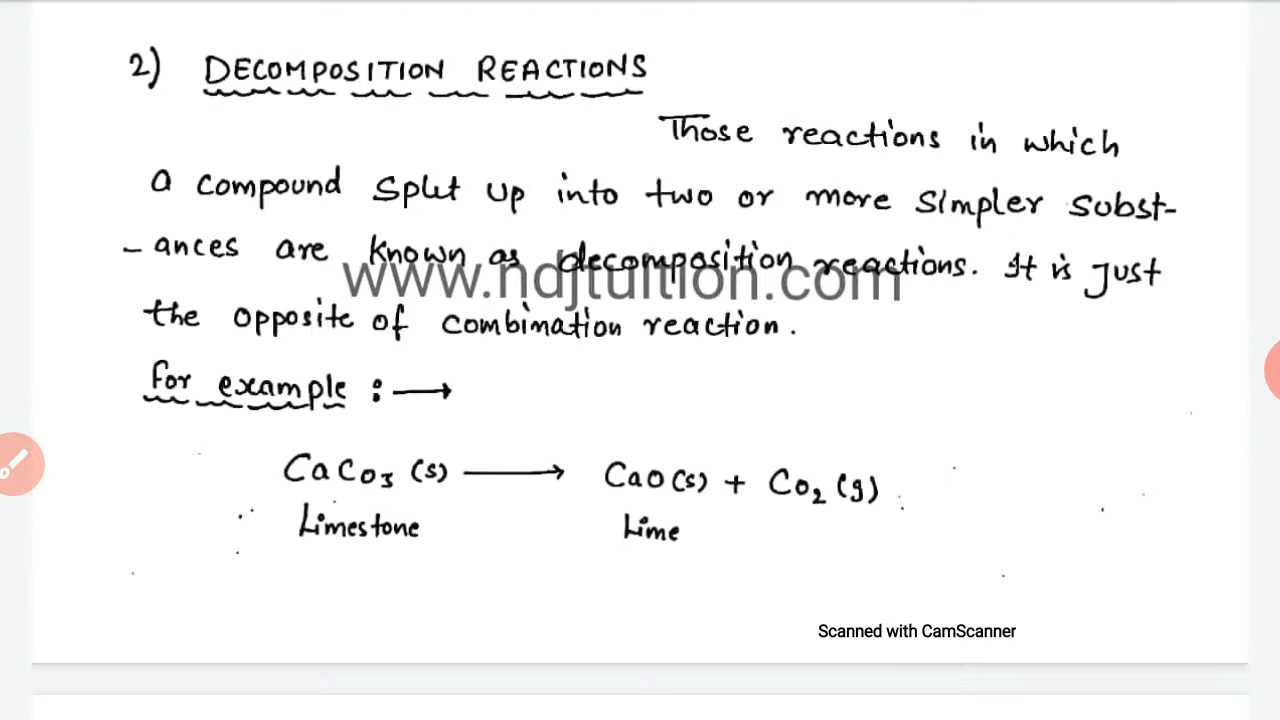 2) DECOMPOSITION REACTIONS
Those reactions in which
a compound split up into two or more simpler subst-
- ances are known as decomposition reactions. It is just
www.ndjtuition.com
the opposite of combination reaction.
For example : →
CaCO₃ (s) → CaO(s) + CO₂ (g)
Limestone Lime
Scanned with CamScanner